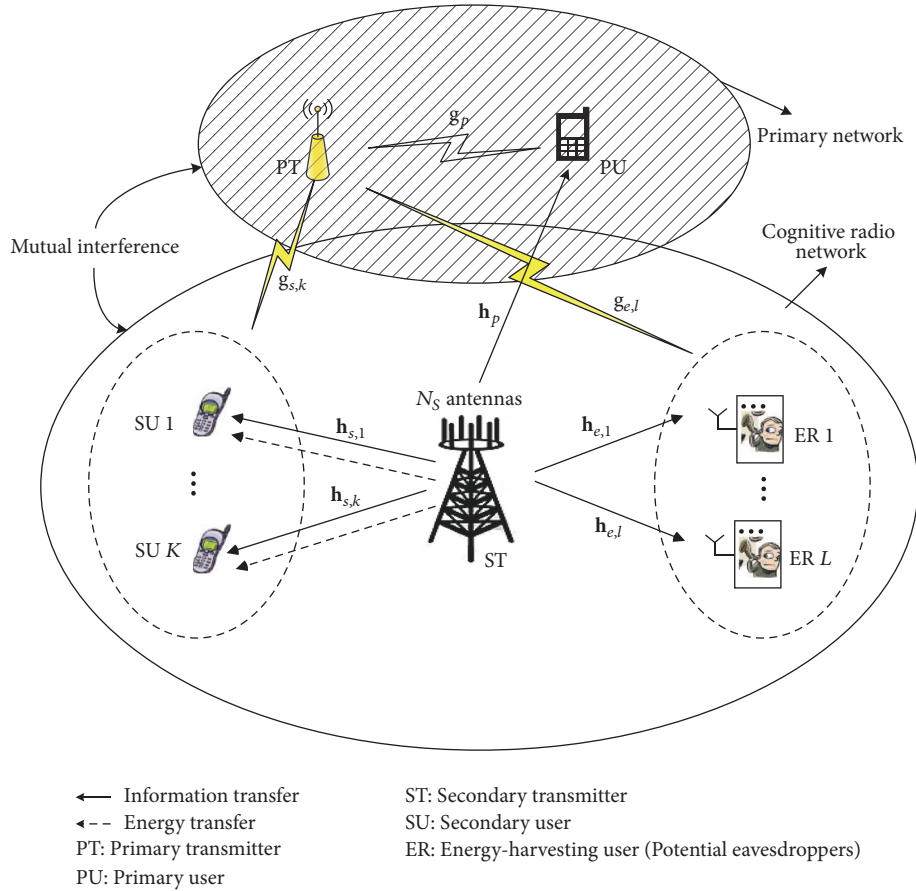 g_p
Primary network
PT
PU
Mutual interference
Cognitive radio
network
g_{s,k}
g_{e,l}
h_p
N_S antennas
SU 1
h_{s,1}
h_{e,1}
ER 1
h_{s,k}
h_{e,l}
SU K
ST
ER L
Information transfer
Energy transfer
PT: Primary transmitter
PU: Primary user
ST: Secondary transmitter
SU: Secondary user
ER: Energy-harvesting user (Potential eavesdroppers)